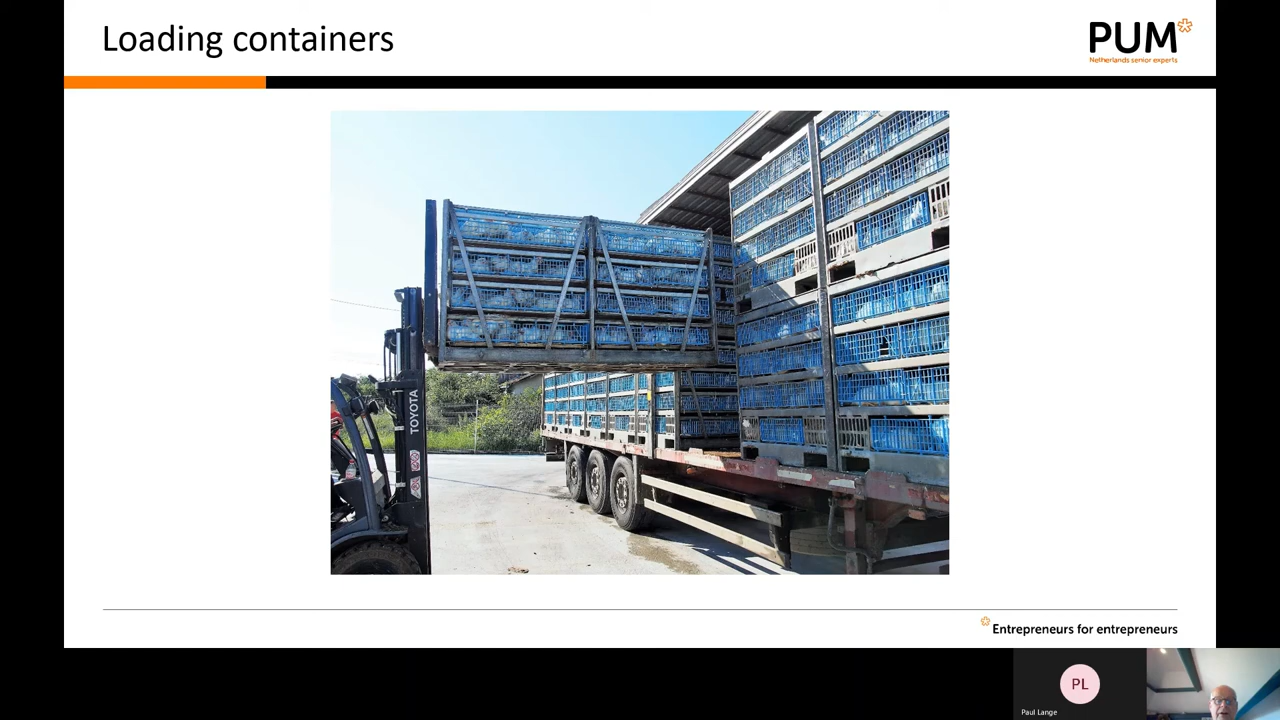 Loading containers
PUM
Netherlands senior experts
TOYOTA
Entrepreneurs for entrepreneurs
PL
Paul Lange